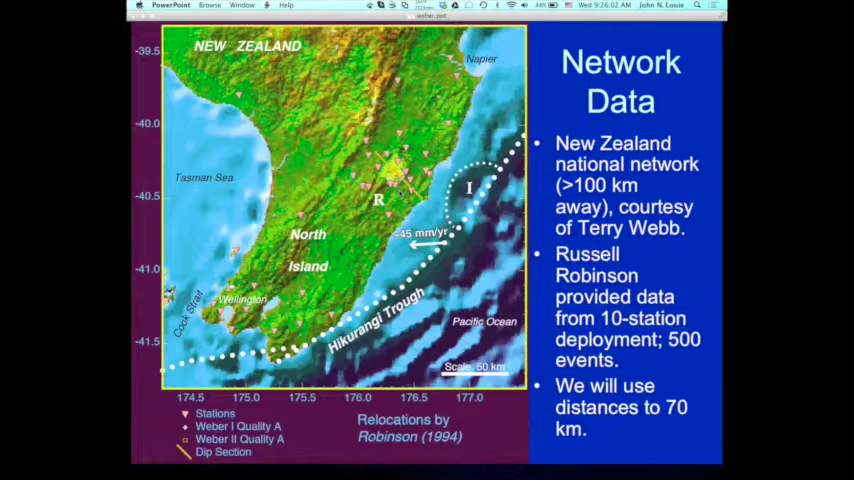 PowerPoint Browse Window Help
84% Wed 9:26:02 AM John N. Louie
weber.ppt
NEW ZEALAND
Napier
Tasman Sea
R
I
~45 mm/yr
North
Island
Cook Strait
Wellington
Hikurangi Trough
Pacific Ocean
Scale, 50 km
-39.5
-40.0
-40.5
-41.0
-41.5
174.5 175.0 175.5 176.0 176.5 177.0
Stations
Weber I Quality A
Weber II Quality A
Dip Section
Relocations by
Robinson (1994)
Network
Data
• New Zealand
national network
(>100 km
away), courtesy
of Terry Webb.
• Russell
Robinson
provided data
from 10-station
deployment; 500
events.
• We will use
distances to 70
km.